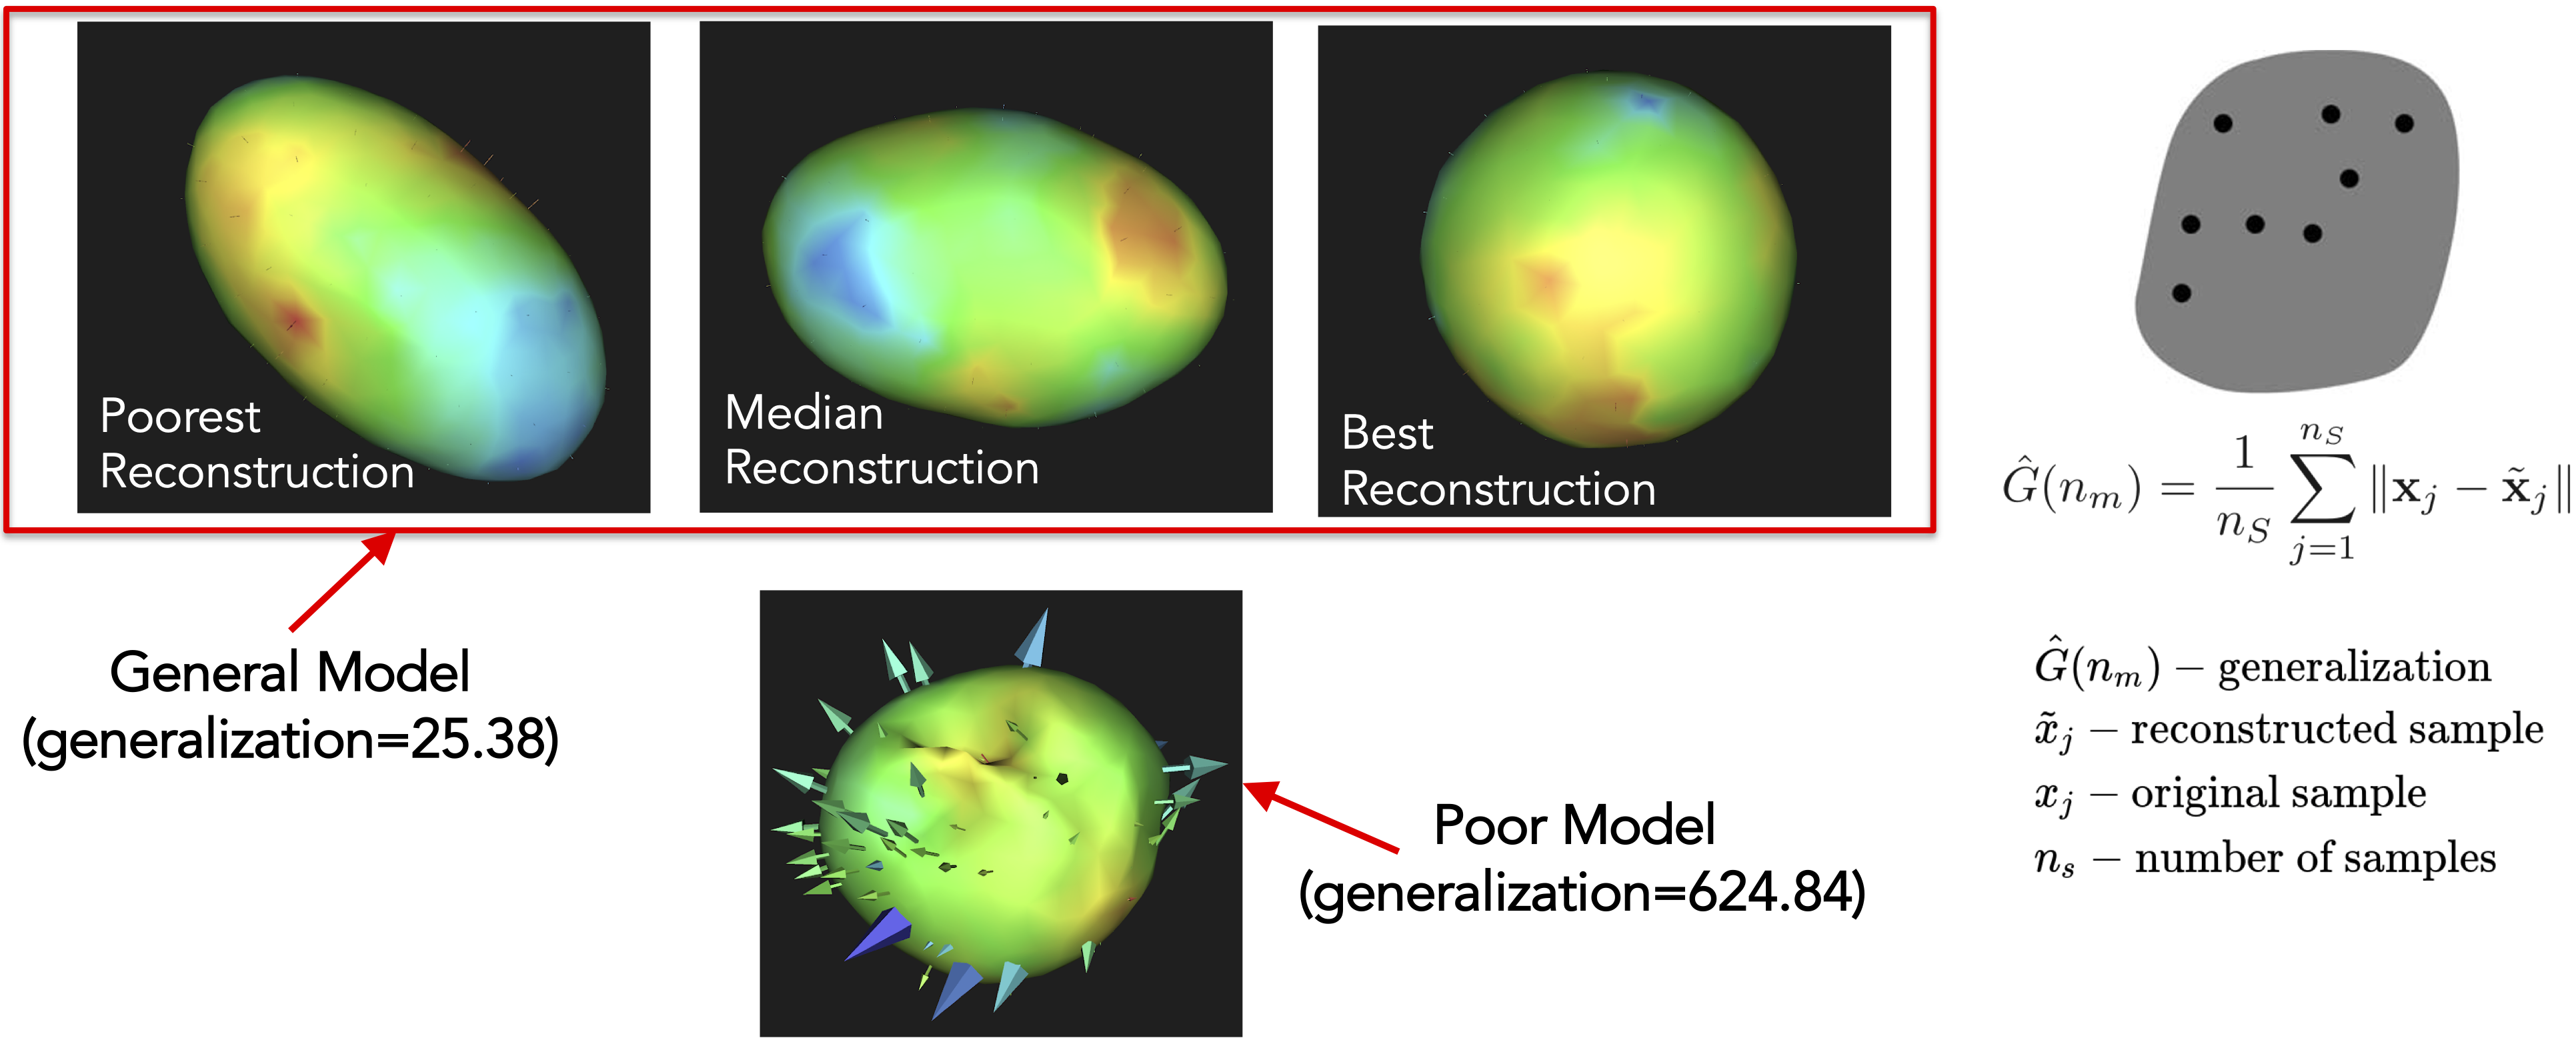 Poorest
Reconstruction
Median
Reconstruction
Best
Reconstruction
General Model
(generalization=25.38)
Poor Model
(generalization=624.84)
$\hat{G}(n_m) = \frac{1}{n_S} \sum_{j=1}^{n_S} \|\mathbf{x}_j - \tilde{\mathbf{x}}_j\|$
$\hat{G}(n_m)$ – generalization
$\tilde{x}_j$ – reconstructed sample
$x_j$ – original sample
$n_s$ – number of samples